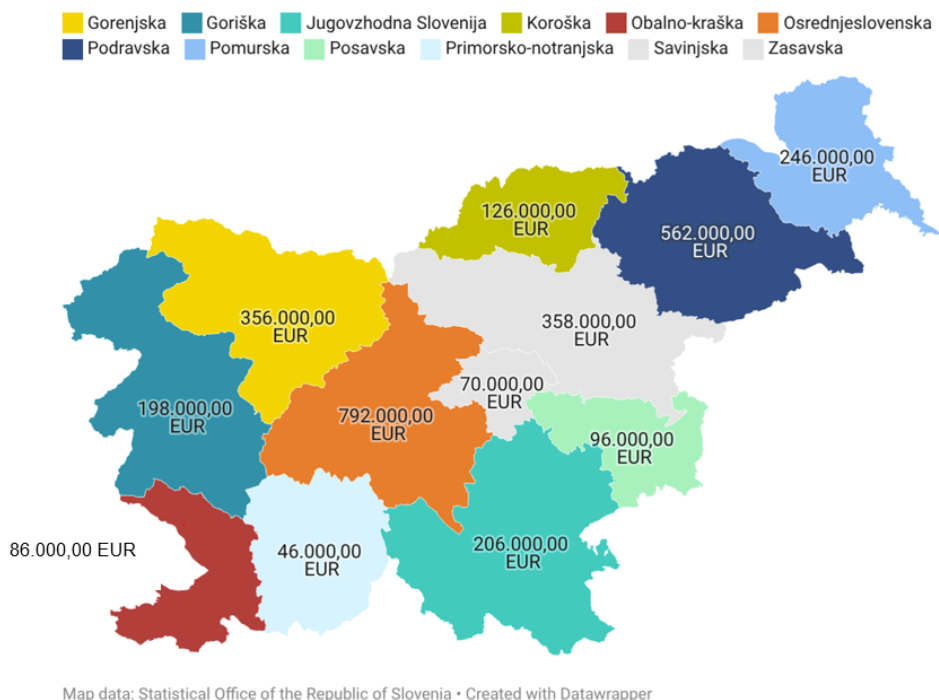 Gorenjska Goriška Jugovzhodna Slovenija Koroška Obalno-kraška Osrednjeslovenska
Podravska Pomurska Posavska Primorsko-notranjska Savinjska Zasavska
246.000,00
EUR
126.000,00
EUR
562.000,00
EUR
356.000,00
EUR
358.000,00
EUR
70.000,00
EUR
198.000,00
EUR
792.000,00
EUR
96.000,00
EUR
86.000,00 EUR
46.000,00
EUR
206.000,00
EUR
Map data: Statistical Office of the Republic of Slovenia • Created with Datawrapper